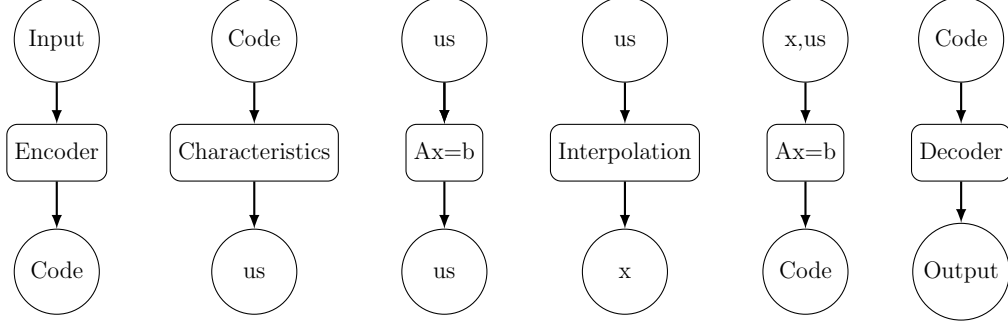 Input
Code
us
us
x,us
Code
Encoder
Characteristics
Ax=b
Interpolation
Ax=b
Decoder
Code
us
us
x
Code
Output